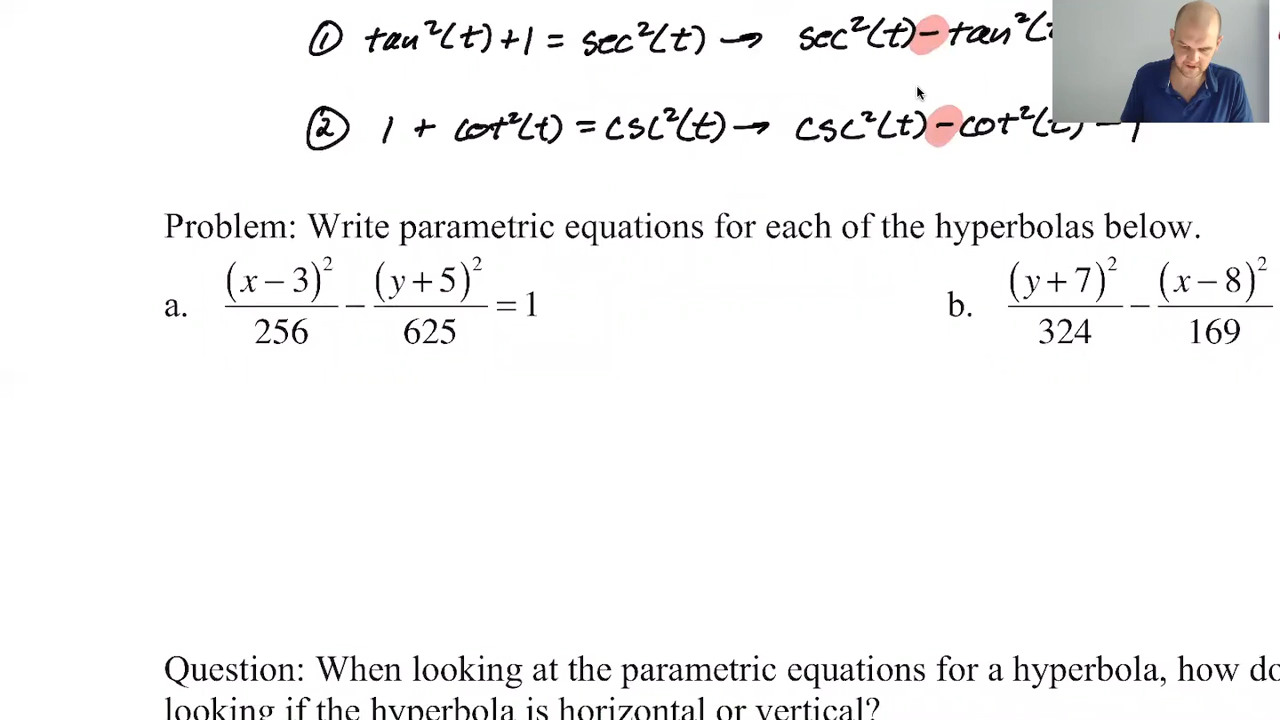 ① tan²(t) + 1 = sec²(t) → sec²(t) − tan²(t
② 1 + cot²(t) = csc²(t) → csc²(t) − cot²(t) = 1
Problem: Write parametric equations for each of the hyperbolas below.
a. (x − 3)²/256 − (y + 5)²/625 = 1
b. (y + 7)²/324 − (x − 8)²/169
Question: When looking at the parametric equations for a hyperbola, how do
looking if the hyperbola is horizontal or vertical?